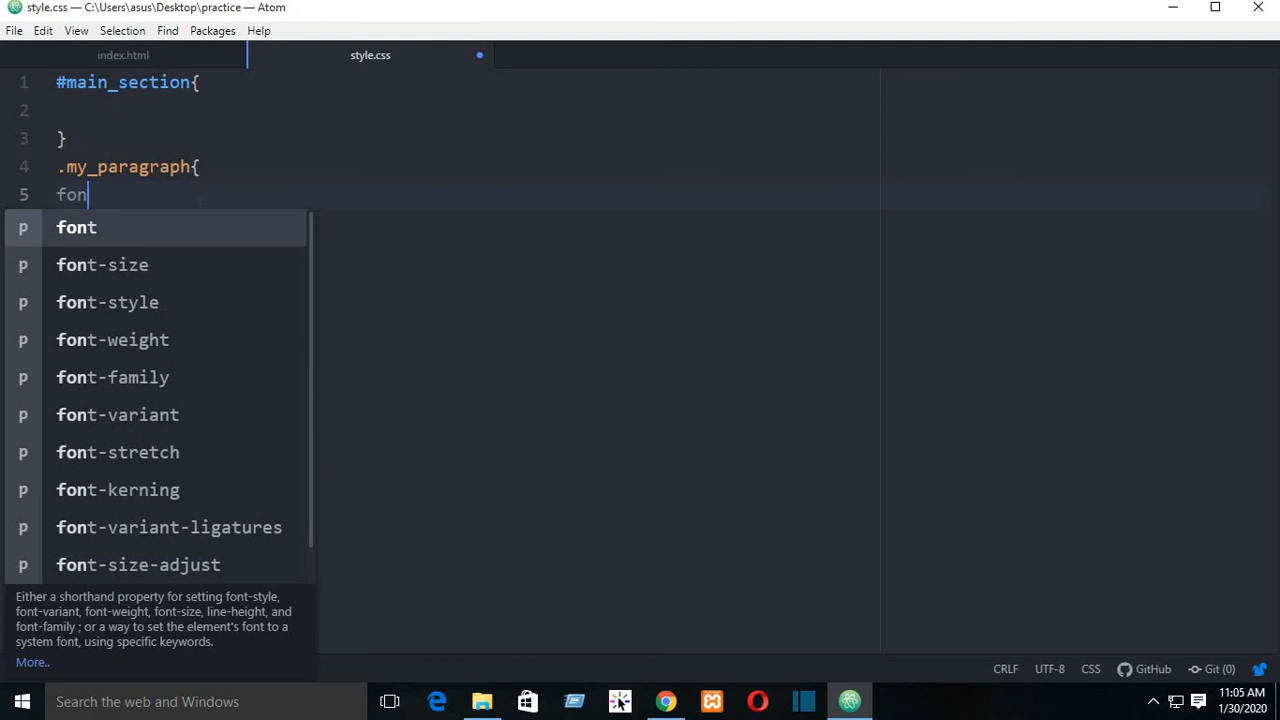 style.css — C:\Users\asus\Desktop\practice — Atom
File Edit View Selection Find Packages Help
index.html style.css
1 #main_section{
2
3 }
4 .my_paragraph{
5 fon
p font
p font-size
p font-style
p font-weight
p font-family
p font-variant
p font-stretch
p font-kerning
p font-variant-ligatures
p font-size-adjust
Either a shorthand property for setting font-style,
font-variant, font-weight, font-size, line-height, and
font-family ; or a way to set the element's font to a
system font, using specific keywords.
More..
CRLF UTF-8 CSS GitHub Git (0)
Search the web and Windows
11:05 AM
1/30/2020